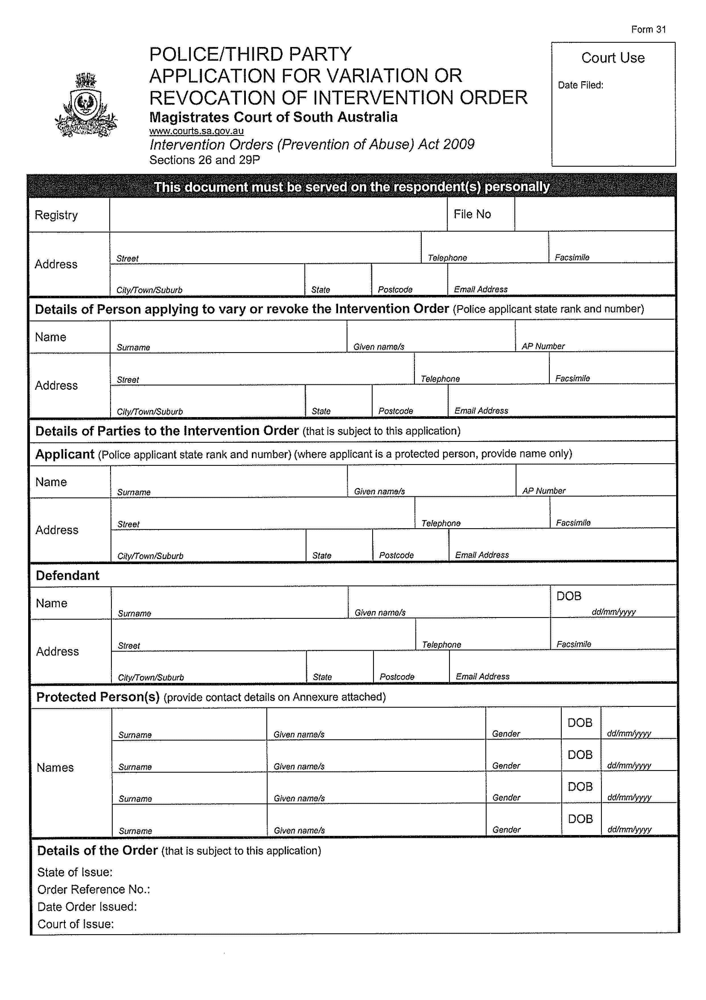 Form 31
POLICE/THIRD PARTY
APPLICATION FOR VARIATION OR
REVOCATION OF INTERVENTION ORDER
Magistrates Court of South Australia
www.courts.sa.gov.au
Intervention Orders (Prevention of Abuse) Act 2009
Sections 26 and 29P
Court Use
Date Filed:
This document must be served on the respondent(s) personally
Registry File No
Address
Street Telephone Facsimile
City/Town/Suburb State Postcode Email Address
Details of Person applying to vary or revoke the Intervention Order (Police applicant state rank and number)
Name
Surname Given name/s AP Number
Address
Street Telephone Facsimile
City/Town/Suburb State Postcode Email Address
Details of Parties to the Intervention Order (that is subject to this application)
Applicant (Police applicant state rank and number) (where applicant is a protected person, provide name only)
Name
Surname Given name/s AP Number
Address
Street Telephone Facsimile
City/Town/Suburb State Postcode Email Address
Defendant
Name DOB
Surname Given name/s dd/mm/yyyy
Address
Street Telephone Facsimile
City/Town/Suburb State Postcode Email Address
Protected Person(s) (provide contact details on Annexure attached)
Names
Surname Given name/s Gender DOB dd/mm/yyyy
Surname Given name/s Gender DOB dd/mm/yyyy
Surname Given name/s Gender DOB dd/mm/yyyy
Surname Given name/s Gender DOB dd/mm/yyyy
Details of the Order (that is subject to this application)
State of Issue:
Order Reference No.:
Date Order Issued:
Court of Issue: